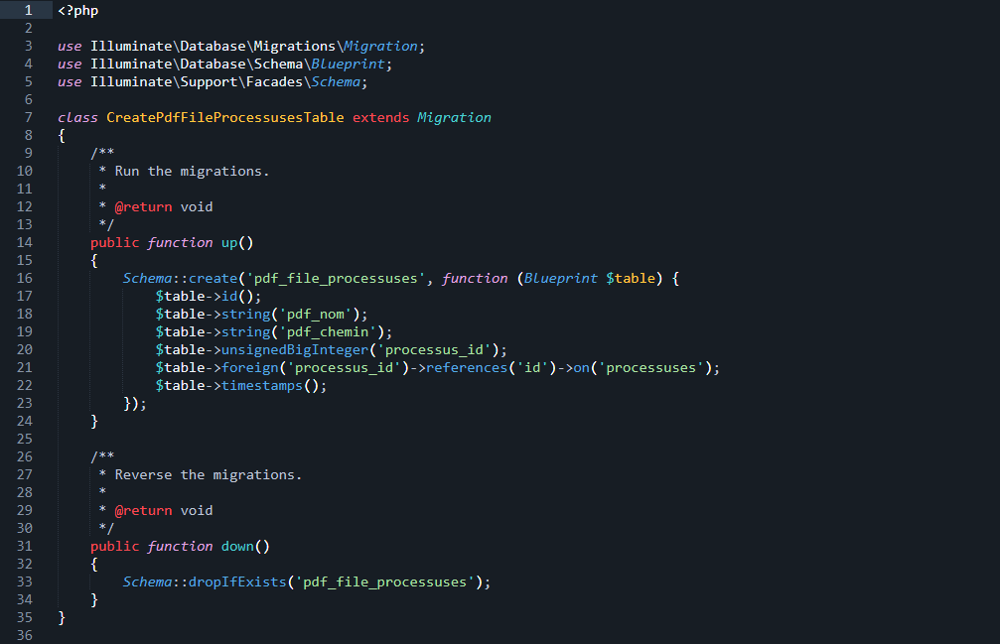 1 <?php
2
3 use Illuminate\Database\Migrations\Migration;
4 use Illuminate\Database\Schema\Blueprint;
5 use Illuminate\Support\Facades\Schema;
6
7 class CreatePdfFileProcessusesTable extends Migration
8 {
9     /**
10      * Run the migrations.
11      *
12      * @return void
13      */
14     public function up()
15     {
16         Schema::create('pdf_file_processuses', function (Blueprint $table) {
17             $table->id();
18             $table->string('pdf_nom');
19             $table->string('pdf_chemin');
20             $table->unsignedBigInteger('processus_id');
21             $table->foreign('processus_id')->references('id')->on('processuses');
22             $table->timestamps();
23         });
24     }
25
26     /**
27      * Reverse the migrations.
28      *
29      * @return void
30      */
31     public function down()
32     {
33         Schema::dropIfExists('pdf_file_processuses');
34     }
35 }
36